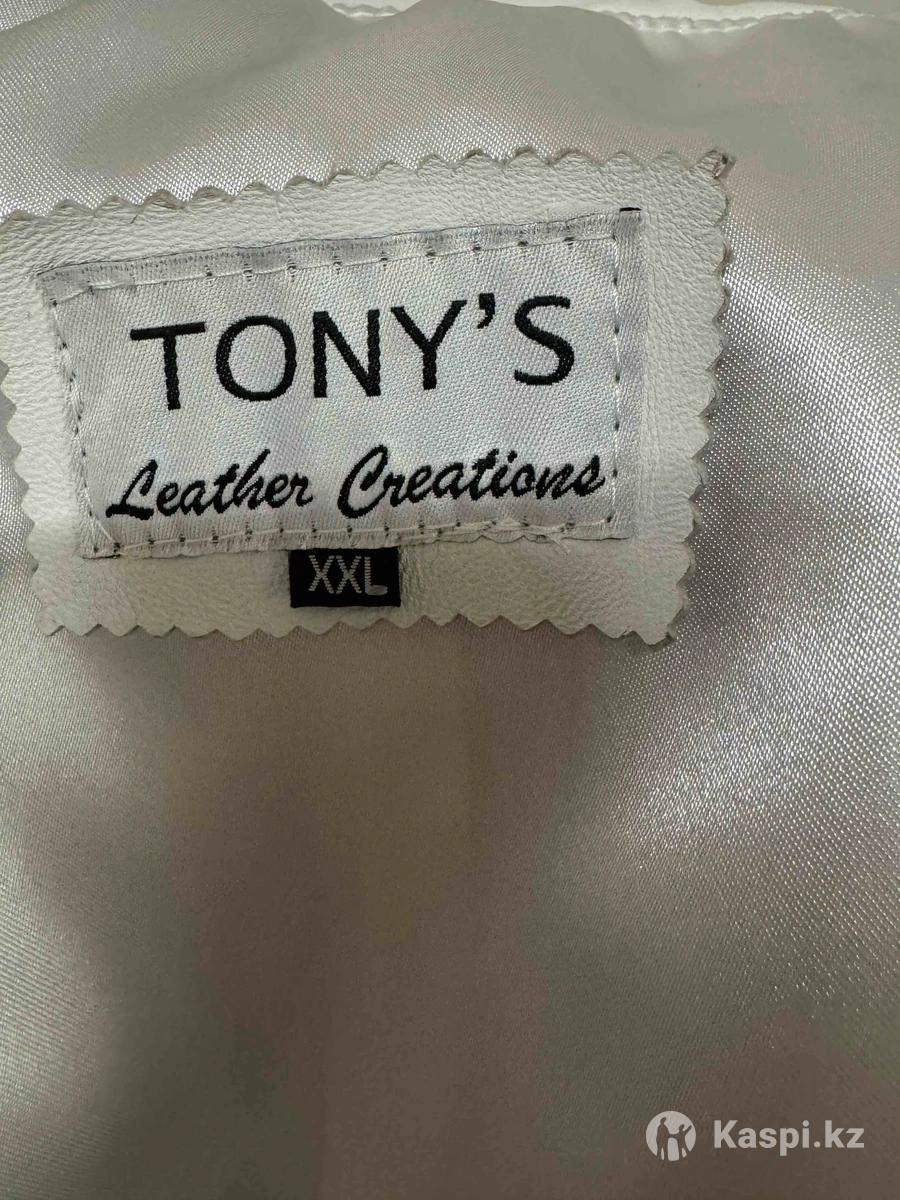 TONY'S
Leather Creations
XXL
Kaspi.kz